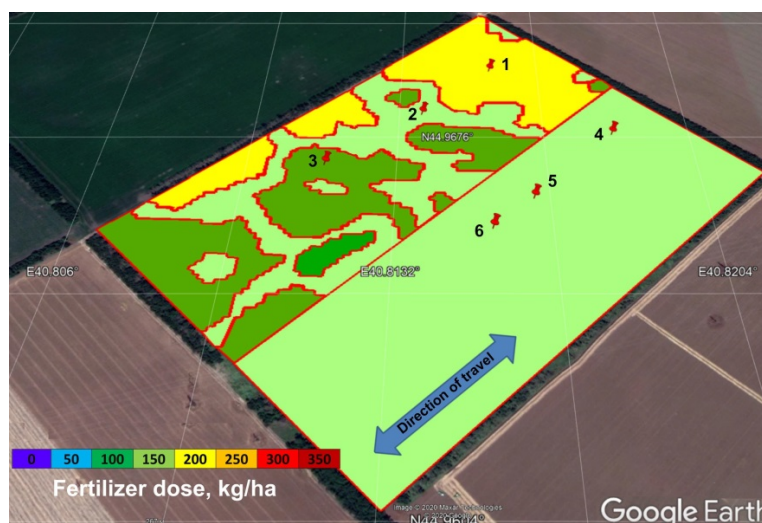 1
2
N44.9676°
4
3
5
6
E40.806°
E40.8132°
E40.8204°
Direction of travel
0 50 100 150 200 250 300 350
Fertilizer dose, kg/ha
Google Earth